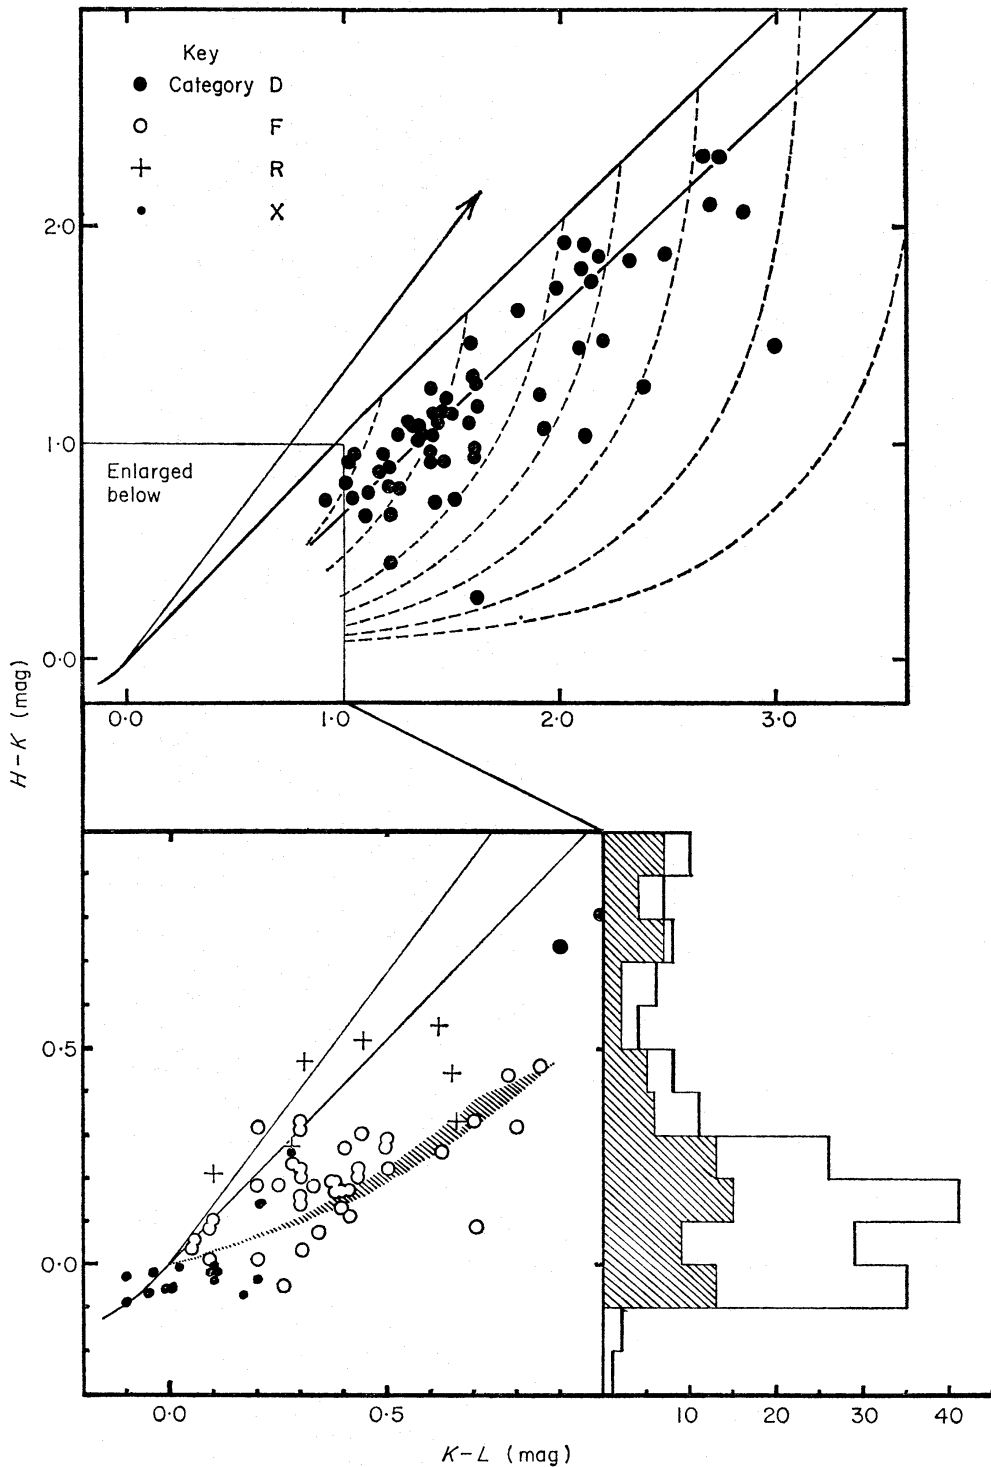 Key
Category D
F
R
X
2·0
1·0
Enlarged
below
0·0
0·0 1·0 2·0 3·0
H–K (mag)
0·5
0·0
0·0 0·5 10 20 30 40
K–L (mag)